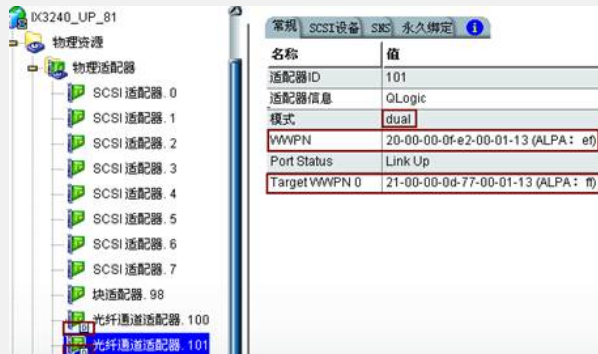 IX3240_UP_81
物理资源
物理适配器
SCSI 适配器.0
SCSI 适配器.1
SCSI 适配器.2
SCSI 适配器.3
SCSI 适配器.4
SCSI 适配器.5
SCSI 适配器.6
SCSI 适配器.7
块适配器.98
光纤通道适配器.100
光纤通道适配器.101
常规 SCSI设备 SNS 永久绑定
名称 值
适配器ID 101
适配器信息 QLogic
模式 dual
WWPN 20-00-00-0f-e2-00-01-13 (ALPA: ef)
Port Status Link Up
Target WWPN 0 21-00-00-0d-77-00-01-13 (ALPA: ff)